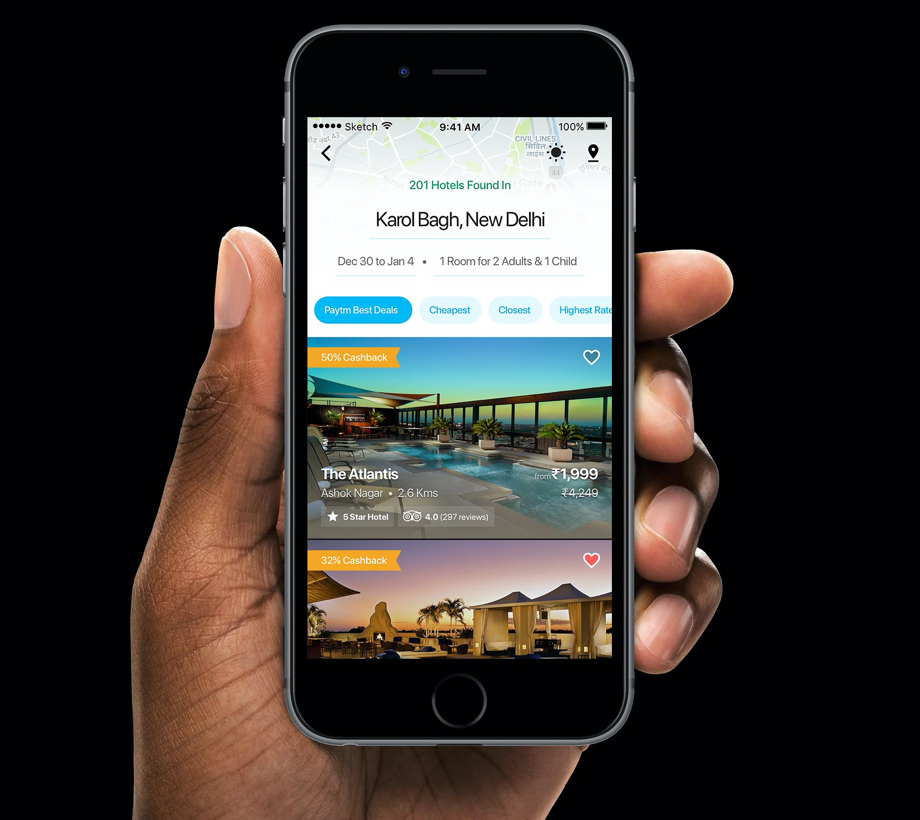 ●●●●● Sketch 9:41 AM 100%
CIVIL LINES
सिविल
लाइंस
44
201 Hotels Found In
Karol Bagh, New Delhi
Dec 30 to Jan 4 • 1 Room for 2 Adults & 1 Child
Paytm Best Deals Cheapest Closest Highest Rate
50% Cashback
The Atlantis from ₹1,999
Ashok Nagar • 2.6 Kms ₹4,249
5 Star Hotel 4.0 (297 reviews)
32% Cashback